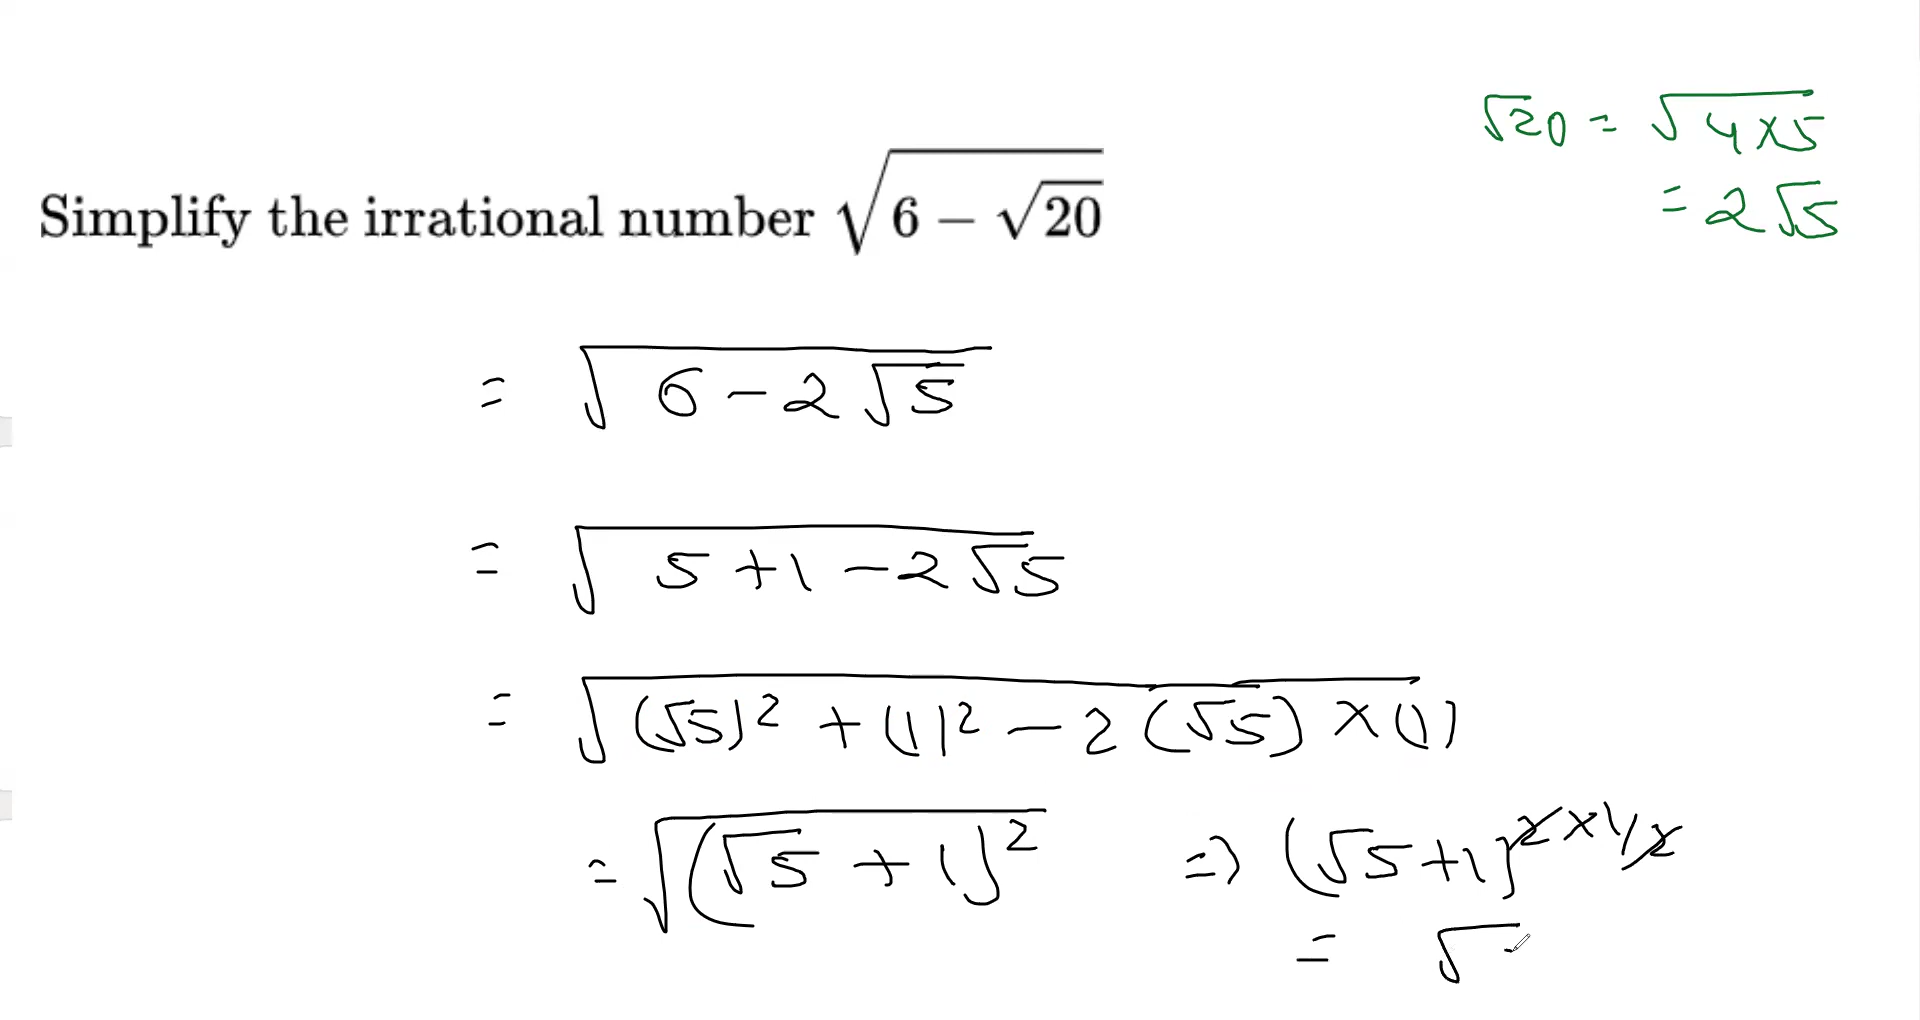 √20 = √4×5
= 2√5
Simplify the irrational number √(6 − √20)
= √(6 − 2√5)
= √(5 + 1 − 2√5)
= √((√5)² + (1)² − 2(√5)×(1))
= √((√5 + 1)²) ⇒ (√5+1)^(2×1/2)
= √